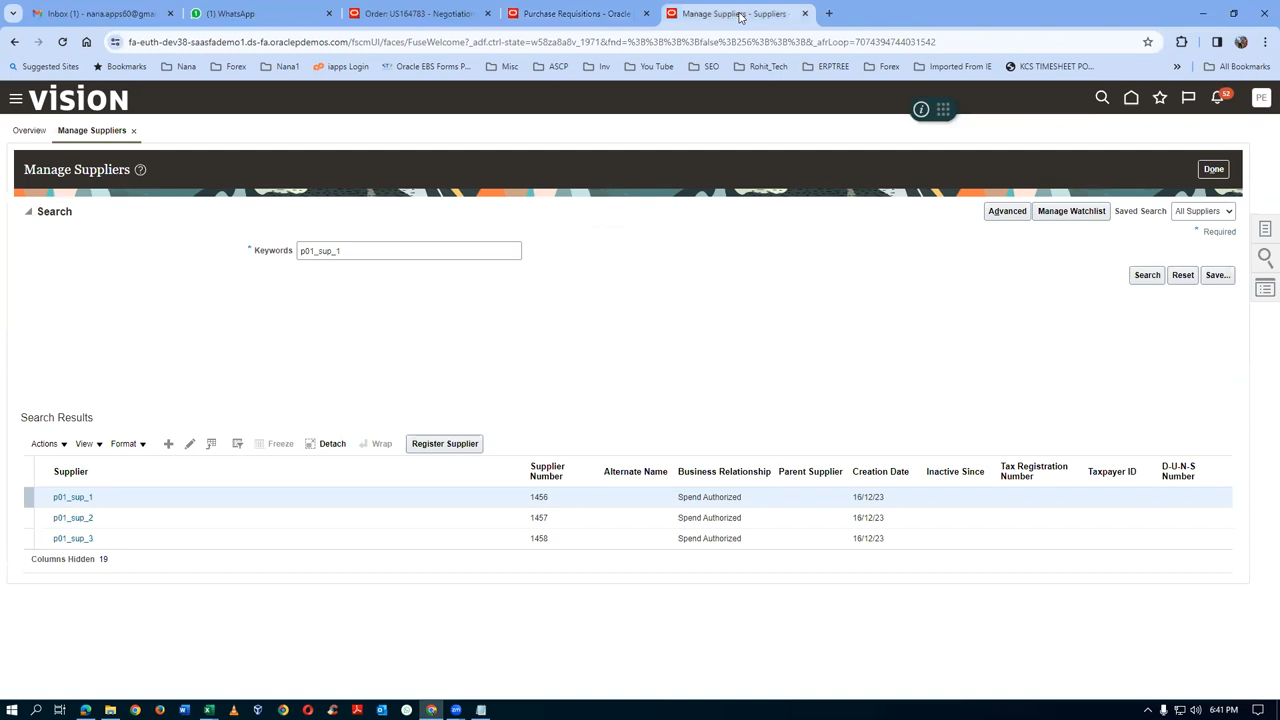 Inbox (1) - nana.apps60@gmai
(1) WhatsApp
Order: US164783 - Negotiation
Purchase Requisitions - Oracle
Manage Suppliers - Suppliers
fa-euth-dev38-saasfademo1.ds-fa.oraclepdemos.com/fscmUI/faces/FuseWelcome?_adf.ctrl-state=w58za8a8v_1971&fnd=%3B%3B%3B%3Bfalse%3B256%3B%3B%3B&_afrLoop=7074394744031542
Suggested Sites
Bookmarks
Nana
Forex
Nana1
iapps Login
Oracle EBS Forms P...
Misc
ASCP
Inv
You Tube
SEO
Rohit_Tech
ERPTREE
Forex
Imported From IE
KCS TIMESHEET PO...
»
All Bookmarks
VISION
52
PE
Overview
Manage Suppliers
Manage Suppliers
Done
Search
Advanced
Manage Watchlist
Saved Search
All Suppliers
* Required
* Keywords
p01_sup_1
Search
Reset
Save...
Search Results
Actions
View
Format
Freeze
Detach
Wrap
Register Supplier
Supplier
Supplier Number
Alternate Name
Business Relationship
Parent Supplier
Creation Date
Inactive Since
Tax Registration Number
Taxpayer ID
D-U-N-S Number
p01_sup_1 1456 Spend Authorized 16/12/23
p01_sup_2 1457 Spend Authorized 16/12/23
p01_sup_3 1458 Spend Authorized 16/12/23
Columns Hidden 19
6:41 PM